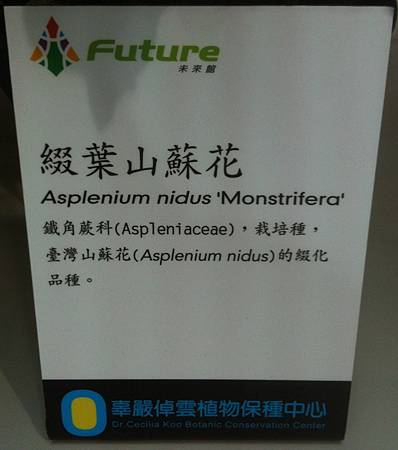 Future
未來館
綴葉山蘇花
Asplenium nidus 'Monstrifera'
鐵角蕨科(Aspleniaceae)，栽培種，
臺灣山蘇花(Asplenium nidus)的綴化
品種。
辜嚴倬雲植物保種中心
Dr.Cecilia Koo Botanic Conservation Center